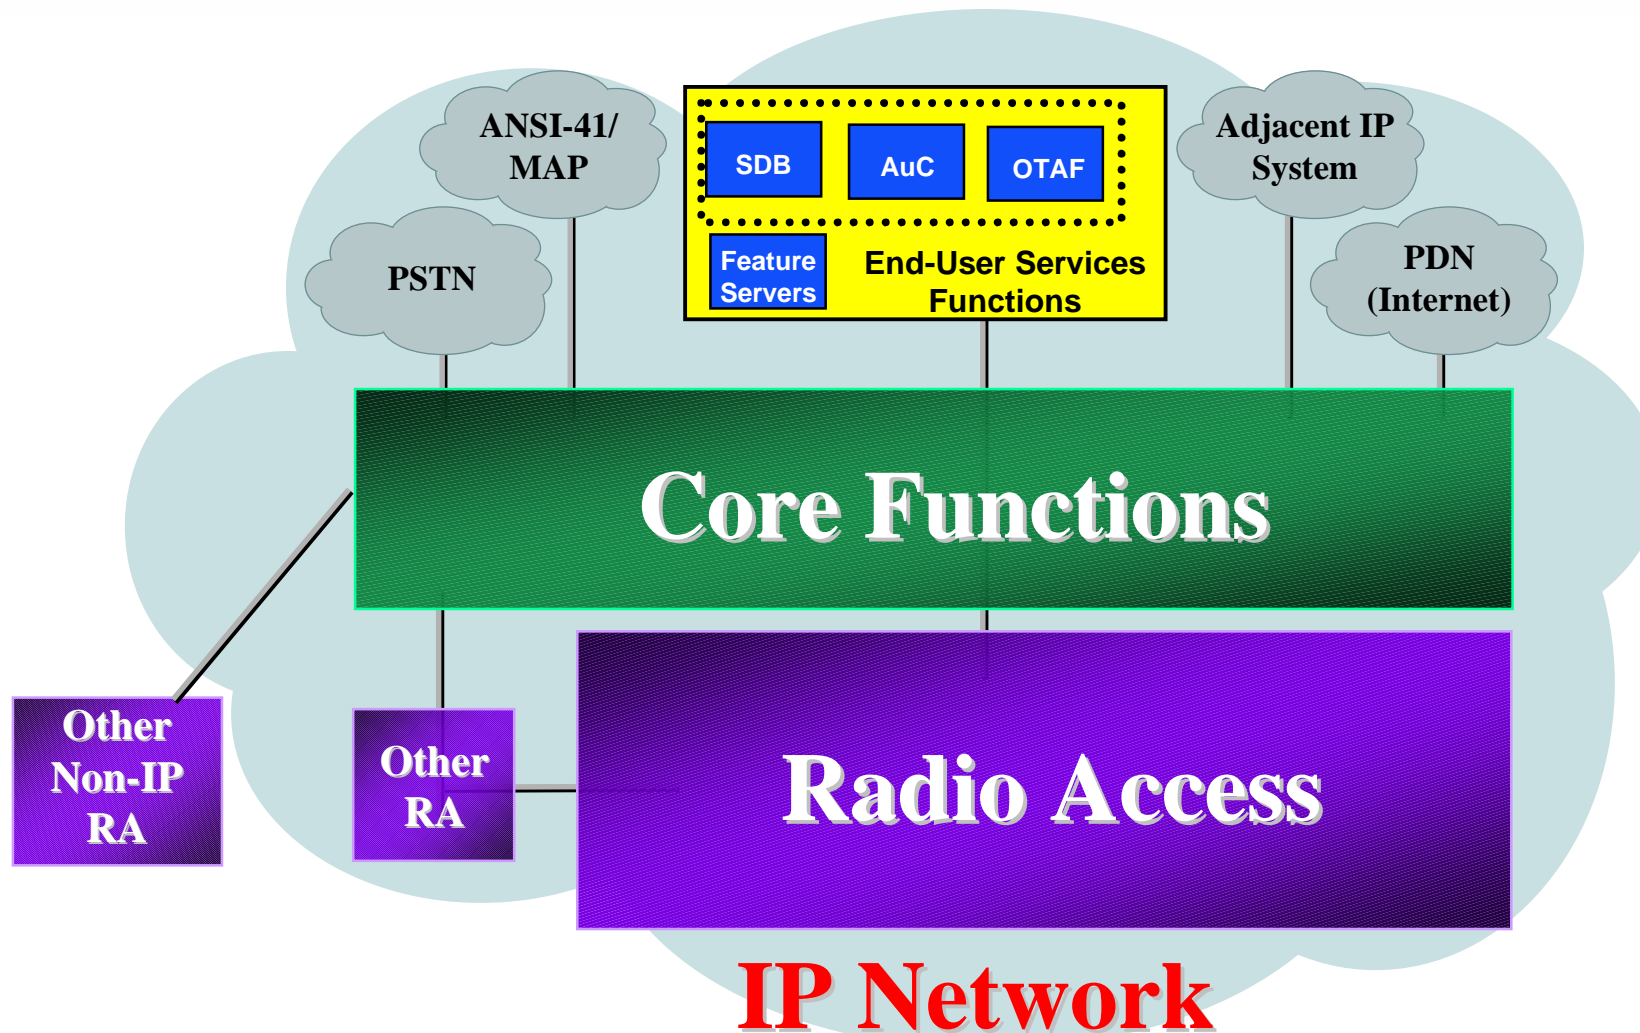 ANSI-41/
MAP
PSTN
SDB
AuC
OTAF
Feature
Servers
End-User Services
Functions
Adjacent IP
System
PDN
(Internet)
Core Functions
Other
Non-IP
RA
Other
RA
Radio Access
IP Network